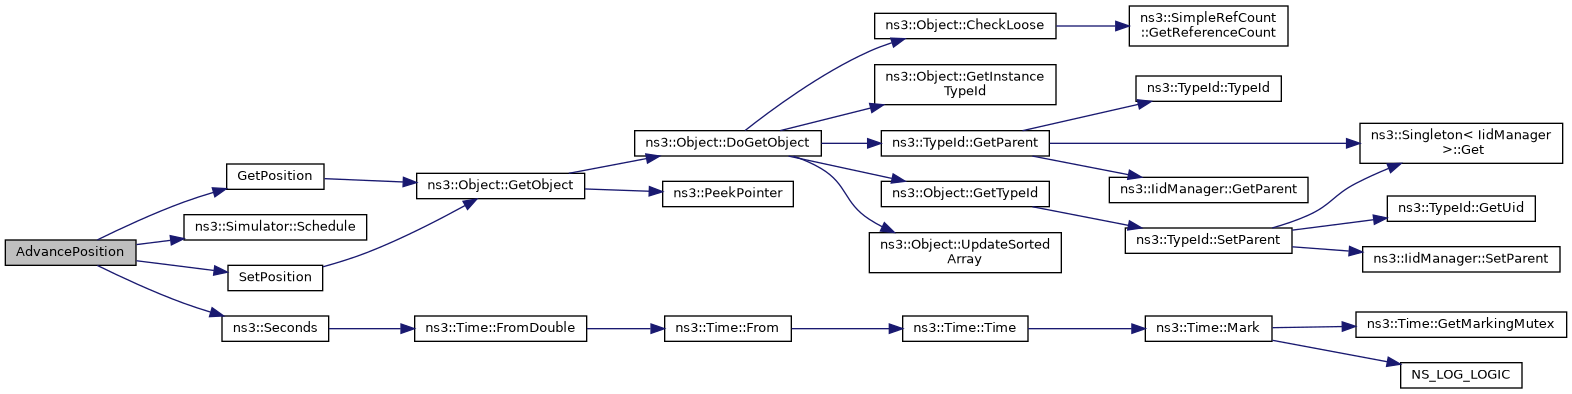 ns3::Object::CheckLoose
ns3::SimpleRefCount
::GetReferenceCount
ns3::Object::GetInstance
TypeId
ns3::TypeId::TypeId
ns3::Object::DoGetObject
ns3::TypeId::GetParent
ns3::Singleton< IidManager
>::Get
GetPosition
ns3::Object::GetObject
ns3::PeekPointer
ns3::Object::GetTypeId
ns3::IidManager::GetParent
ns3::TypeId::GetUid
ns3::Simulator::Schedule
ns3::TypeId::SetParent
AdvancePosition
ns3::Object::UpdateSorted
Array
ns3::IidManager::SetParent
SetPosition
ns3::Seconds
ns3::Time::FromDouble
ns3::Time::From
ns3::Time::Time
ns3::Time::Mark
ns3::Time::GetMarkingMutex
NS_LOG_LOGIC